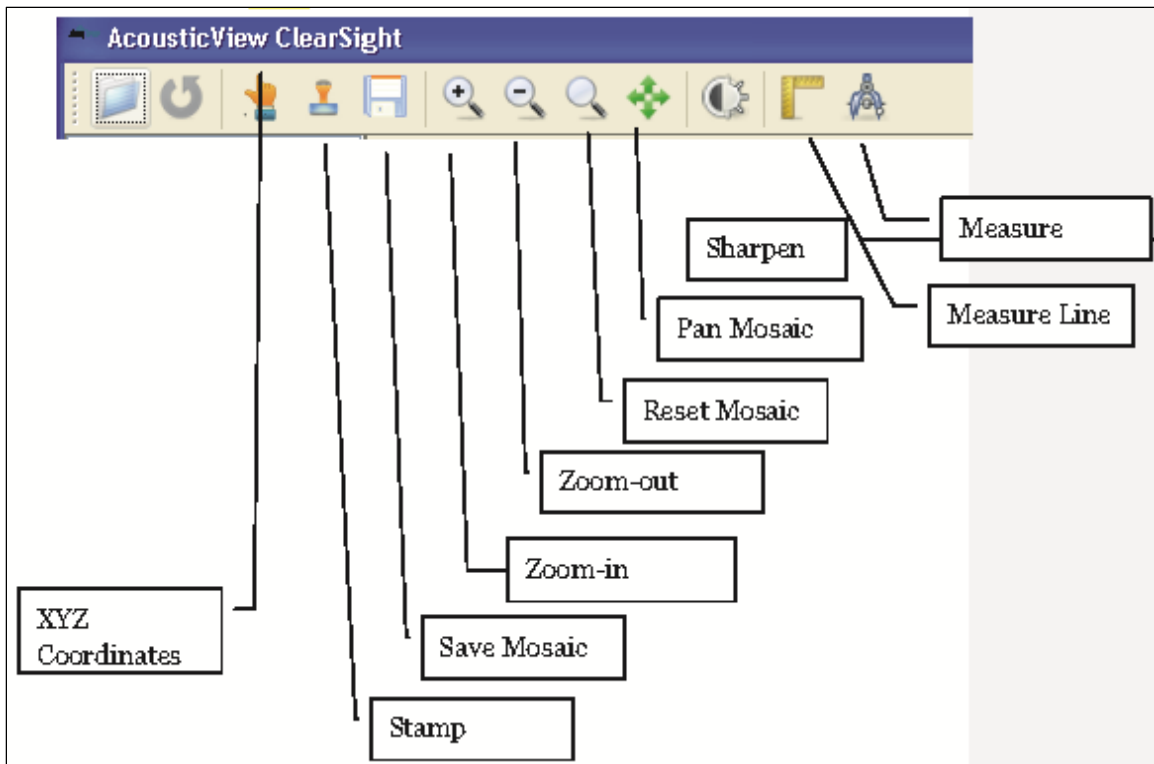 AcousticView ClearSight
Measure
Sharpen
Measure Line
Pan Mosaic
Reset Mosaic
Zoom-out
Zoom-in
XYZ
Coordinates
Save Mosaic
Stamp